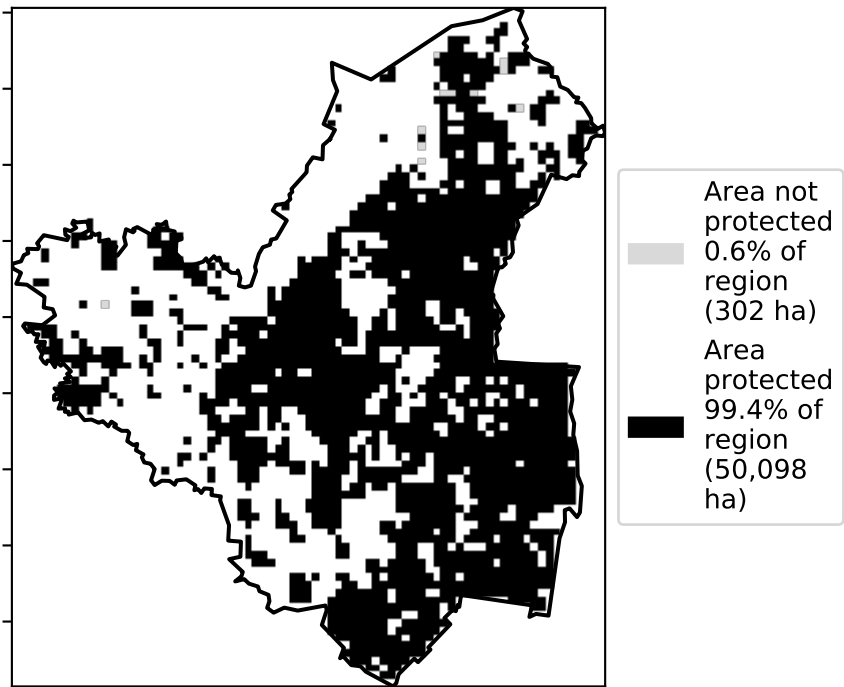 Area not
protected
0.6% of
region
(302 ha)
Area
protected
99.4% of
region
(50,098
ha)